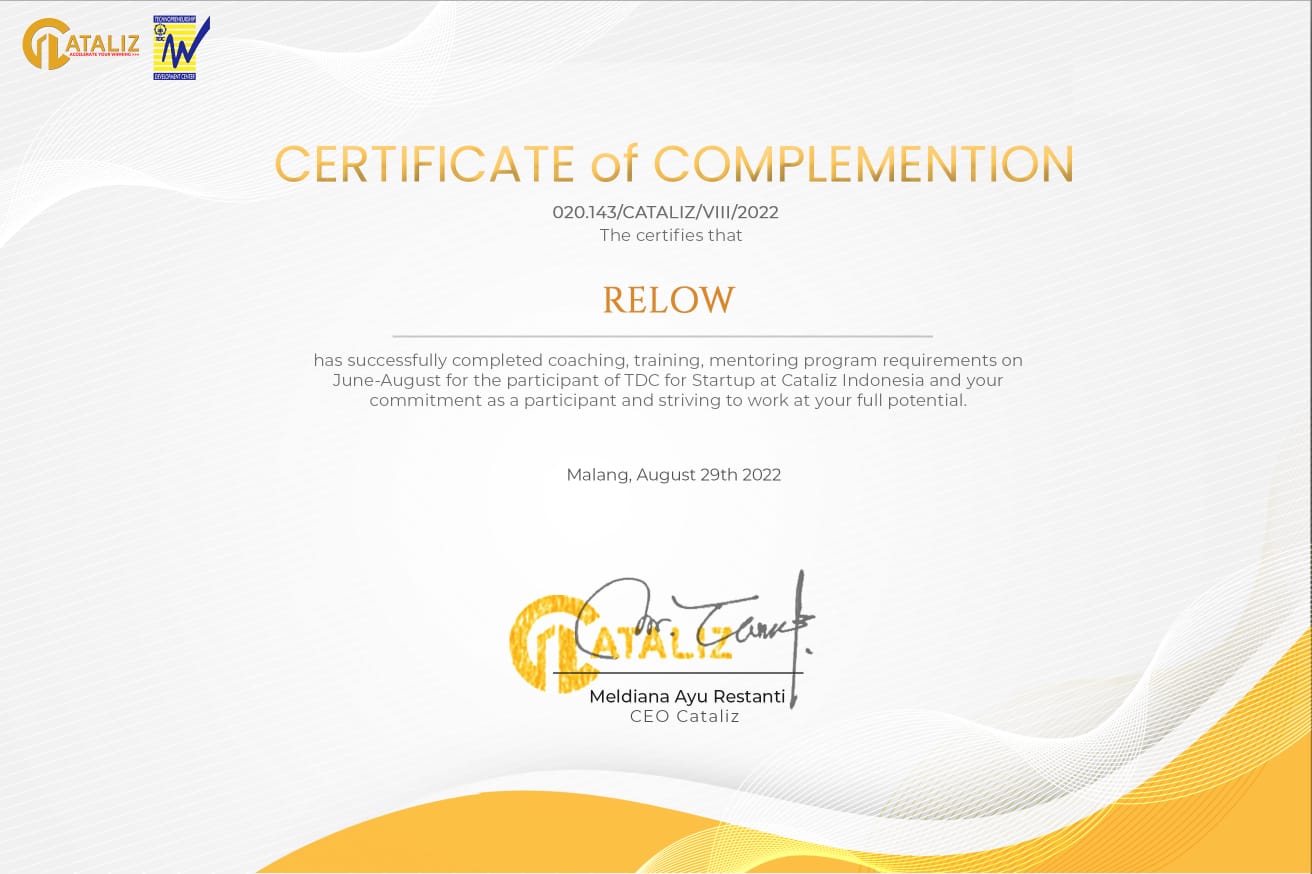 CATALIZ
ACCELERATE YOUR WINNING >>>
TECHNOPRENEURSHIP
TDC
DEVELOPMENT CENTER
CERTIFICATE of COMPLEMENTION
020.143/CATALIZ/VIII/2022
The certifies that
RELOW
has successfully completed coaching, training, mentoring program requirements on
June-August for the participant of TDC for Startup at Cataliz Indonesia and your
commitment as a participant and striving to work at your full potential.
Malang, August 29th 2022
CATALIZ
Meldiana Ayu Restanti
CEO Cataliz